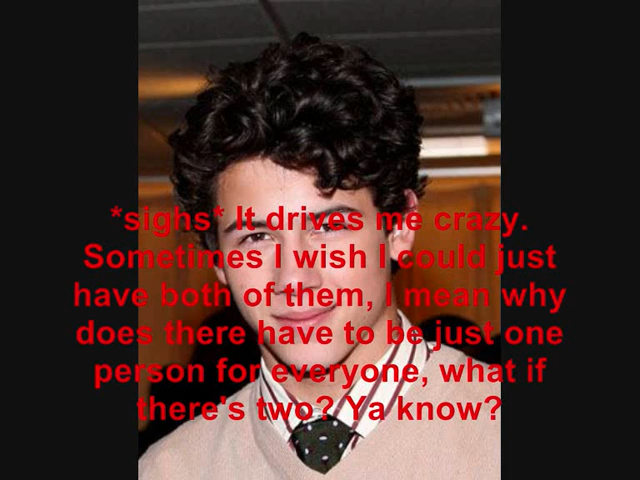 *sighs* It drives me crazy.
Sometimes I wish I could just
have both of them, I mean why
does there have to be just one
person for everyone, what if
there's two? Ya know?